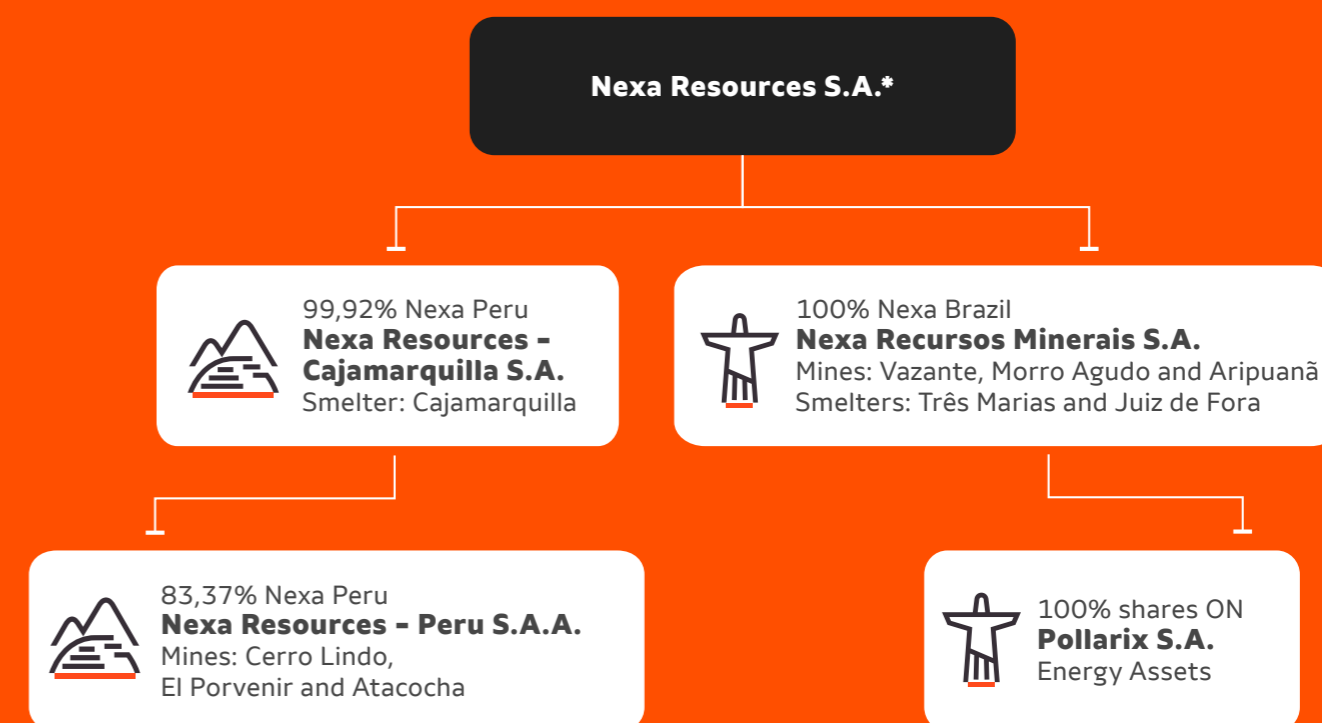 Nexa Resources S.A.*
99,92% Nexa Peru
Nexa Resources –
Cajamarquilla S.A.
Smelter: Cajamarquilla
100% Nexa Brazil
Nexa Recursos Minerais S.A.
Mines: Vazante, Morro Agudo and Aripuanã
Smelters: Três Marias and Juiz de Fora
83,37% Nexa Peru
Nexa Resources – Peru S.A.A.
Mines: Cerro Lindo,
El Porvenir and Atacocha
100% shares ON
Pollarix S.A.
Energy Assets